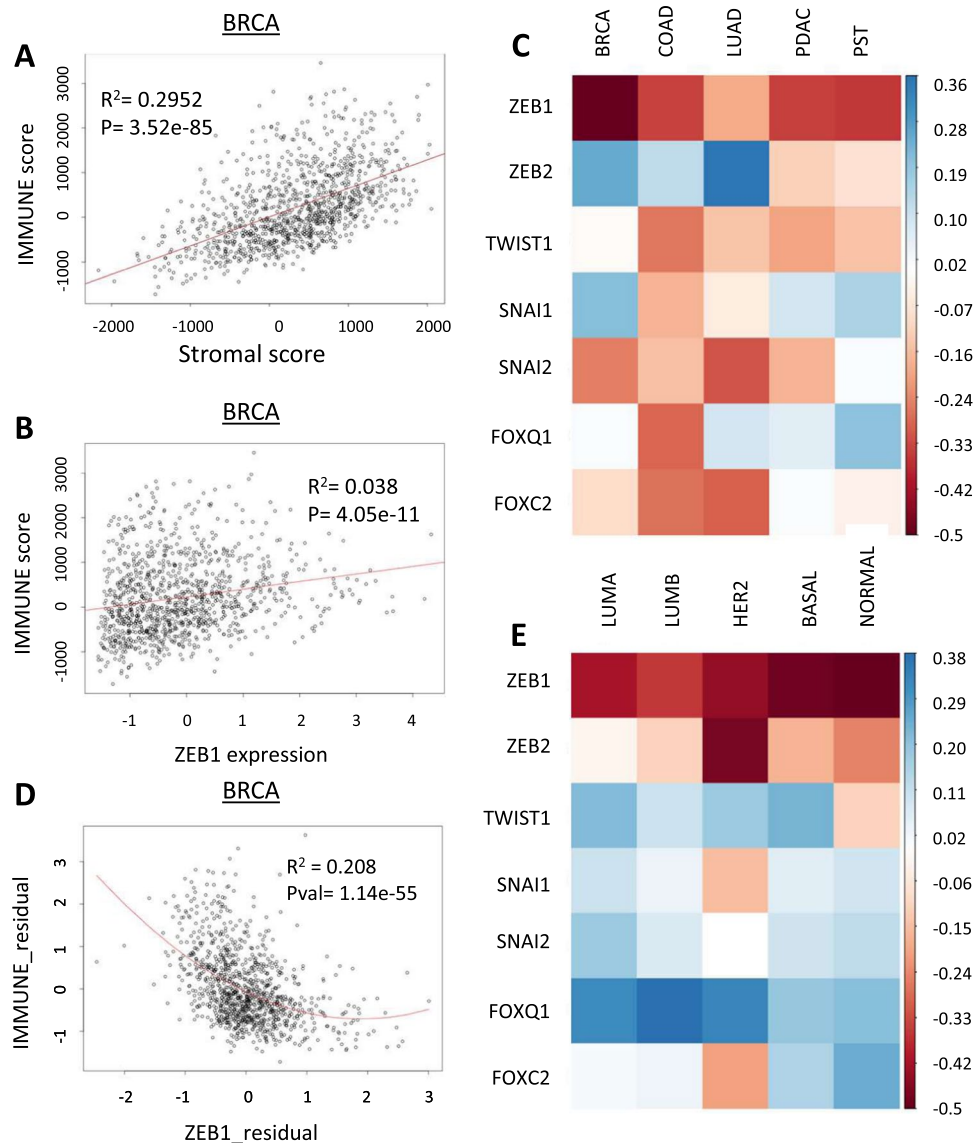 A
BRCA
R²= 0.2952
P= 3.52e-85
IMMUNE score
3000
2000
1000
0
-1000
-2000 -1000 0 1000 2000
Stromal score
B
BRCA
R²= 0.038
P= 4.05e-11
IMMUNE score
3000
2000
1000
0
-1000
-1 0 1 2 3 4
ZEB1 expression
D
BRCA
R² = 0.208
Pval= 1.14e-55
IMMUNE_residual
3
2
1
0
-1
-2 -1 0 1 2 3
ZEB1_residual
C
BRCA COAD LUAD PDAC PST
ZEB1
ZEB2
TWIST1
SNAI1
SNAI2
FOXQ1
FOXC2
0.36
0.28
0.19
0.10
0.02
-0.07
-0.16
-0.24
-0.33
-0.42
-0.5
E
LUMA LUMB HER2 BASAL NORMAL
ZEB1
ZEB2
TWIST1
SNAI1
SNAI2
FOXQ1
FOXC2
0.38
0.29
0.20
0.11
0.02
-0.06
-0.15
-0.24
-0.33
-0.42
-0.5